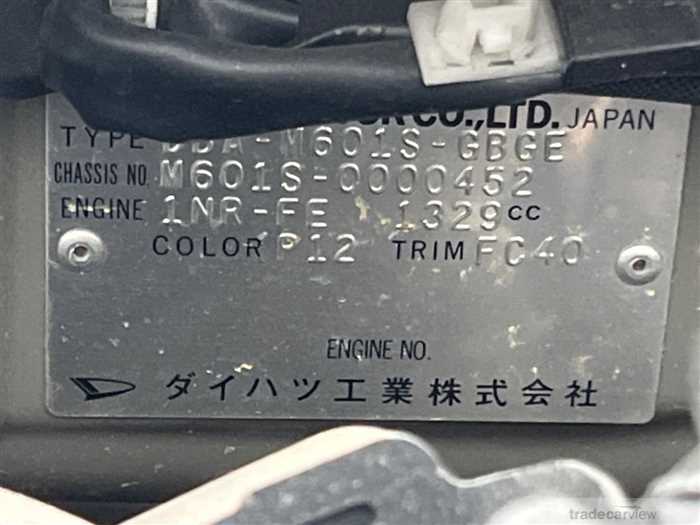 CO.,LTD. JAPAN
TYPE DBA-M601S-GBGE
CHASSIS NO. M601S-0000452
ENGINE 1NR-FE 1329CC
COLOR P12 TRIM FC40
ENGINE NO.
ダイハツ工業株式会社
tradecarview